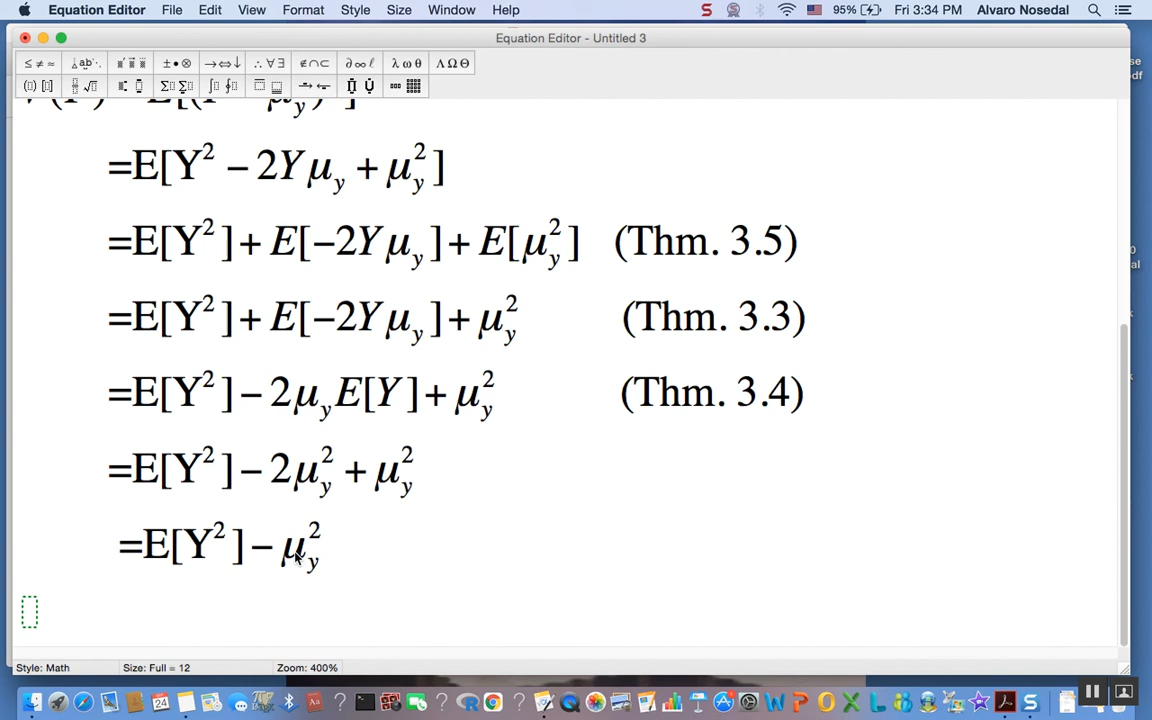 Equation Editor File Edit View Format Style Size Window Help 95% Fri 3:34 PM Alvaro Nosedal
Equation Editor - Untitled 3
=E[Y² − 2Yμ_y + μ_y²]
=E[Y²]+ E[−2Yμ_y]+ E[μ_y²] (Thm. 3.5)
=E[Y²]+ E[−2Yμ_y]+ μ_y² (Thm. 3.3)
=E[Y²]− 2μ_y E[Y]+ μ_y² (Thm. 3.4)
=E[Y²]− 2μ_y² + μ_y²
=E[Y²]− μ_y²
Style: Math Size: Full = 12 Zoom: 400%